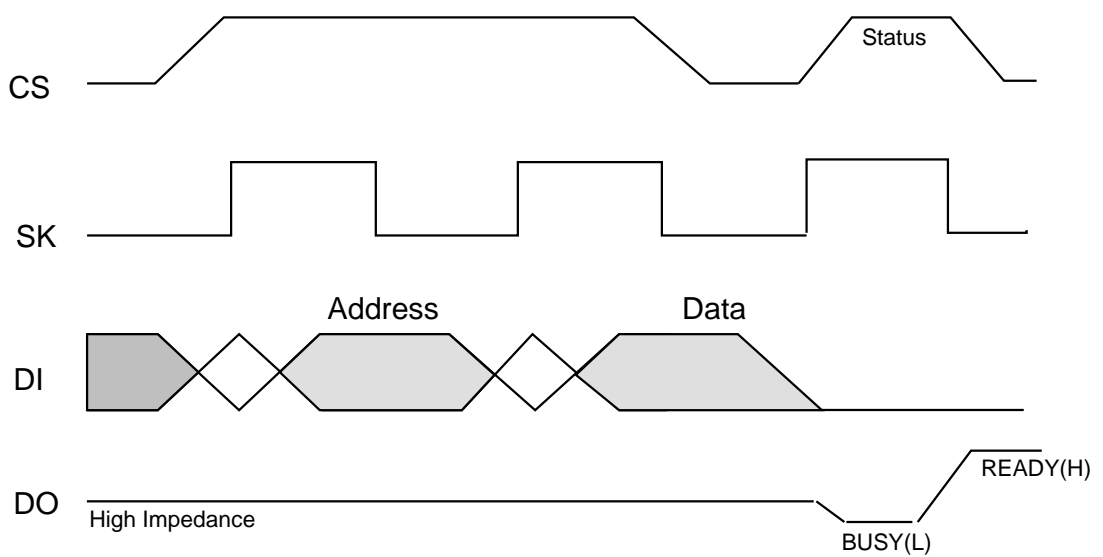 Status
CS
SK
Address Data
DI
READY(H)
DO
High Impedance
BUSY(L)